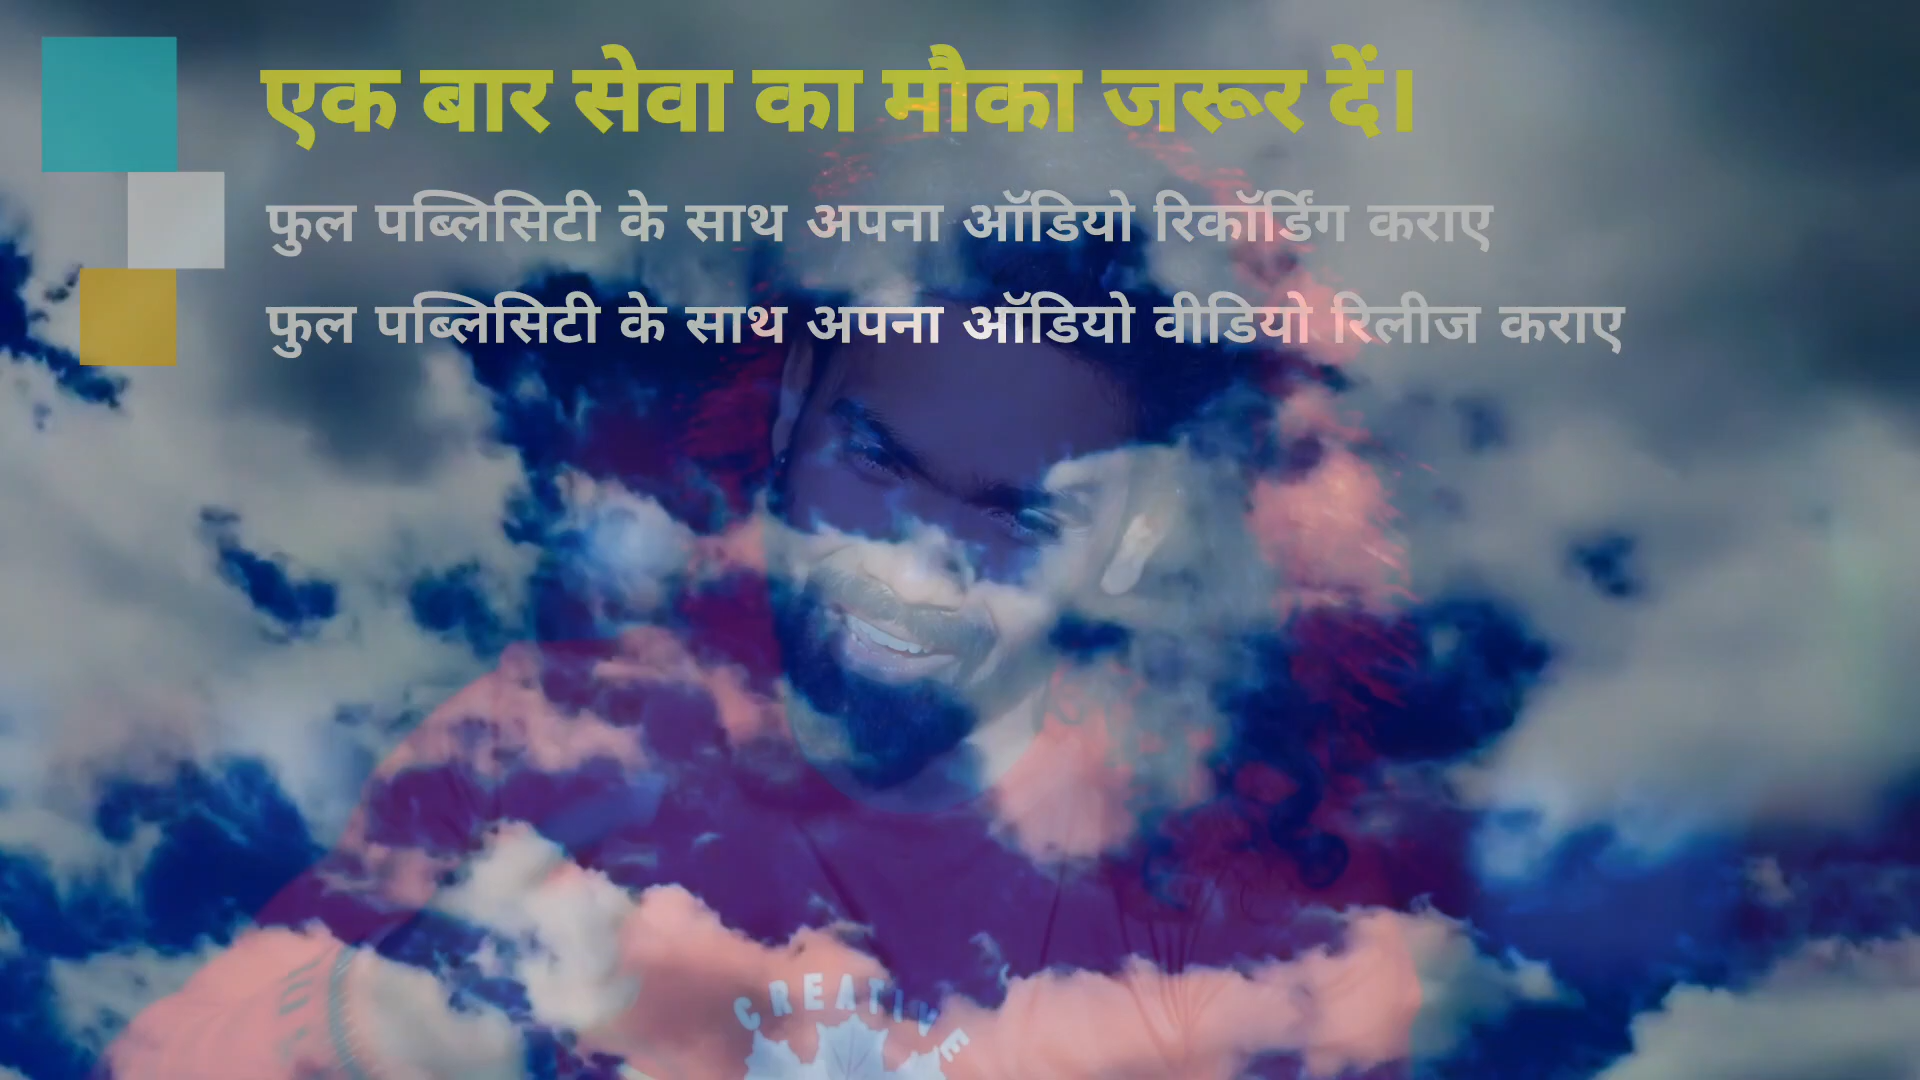 एक बार सेवा का मौका जरूर दें।
फुल पब्लिसिटी के साथ अपना ऑडियो रिकॉर्डिंग कराए
फुल पब्लिसिटी के साथ अपना ऑडियो वीडियो रिलीज कराए
CREATIVE